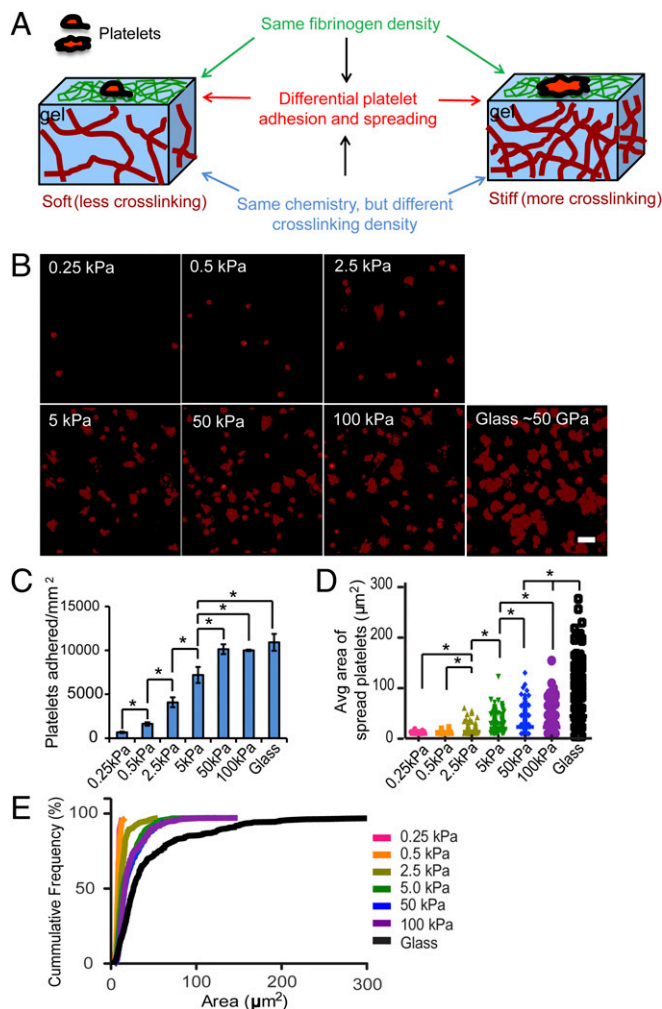 A
Platelets
Same fibrinogen density
gel
Differential platelet
adhesion and spreading
gel
Soft (less crosslinking)
Same chemistry, but different
crosslinking density
Stiff (more crosslinking)
B
0.25 kPa
0.5 kPa
2.5 kPa
5 kPa
50 kPa
100 kPa
Glass ~50 GPa
C
Platelets adhered/mm²
15000
10000
5000
0
* * * * * *
0.25kPa
0.5kPa
2.5kPa
5kPa
50kPa
100kPa
Glass
D
Avg area of
spread platelets (µm²)
300
200
100
0
* * * * * *
0.25kPa
0.5kPa
2.5kPa
5kPa
50kPa
100kPa
Glass
E
Cummulative Frequency (%)
100
50
0
0
100
200
300
Area (µm²)
0.25 kPa
0.5 kPa
2.5 kPa
5.0 kPa
50 kPa
100 kPa
Glass